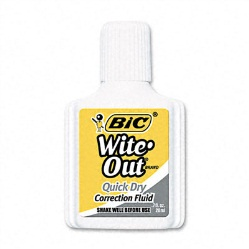 BIC
Wite·
Out®
BRAND
Quick Dry
Correction Fluid
SHAKE WELL BEFORE USE